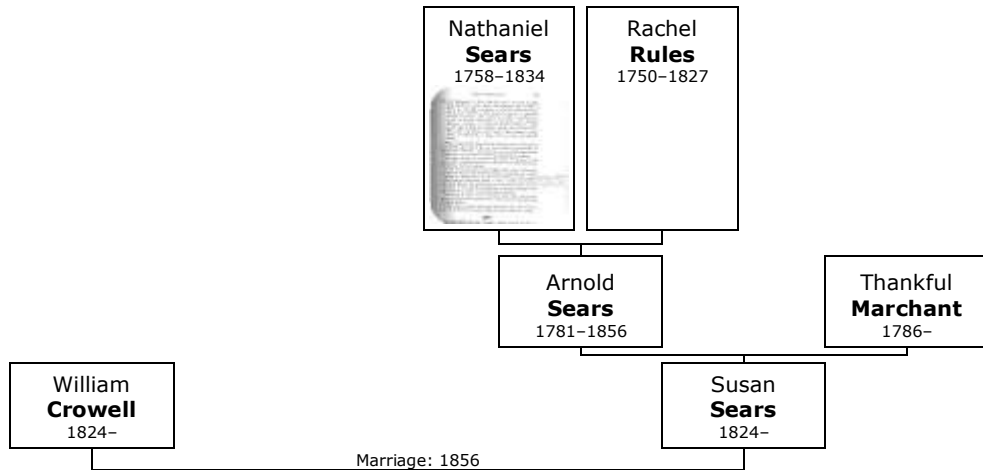 Nathaniel
Sears
1758–1834
Rachel
Rules
1750–1827
Arnold
Sears
1781–1856
Thankful
Marchant
1786–
William
Crowell
1824–
Susan
Sears
1824–
Marriage: 1856